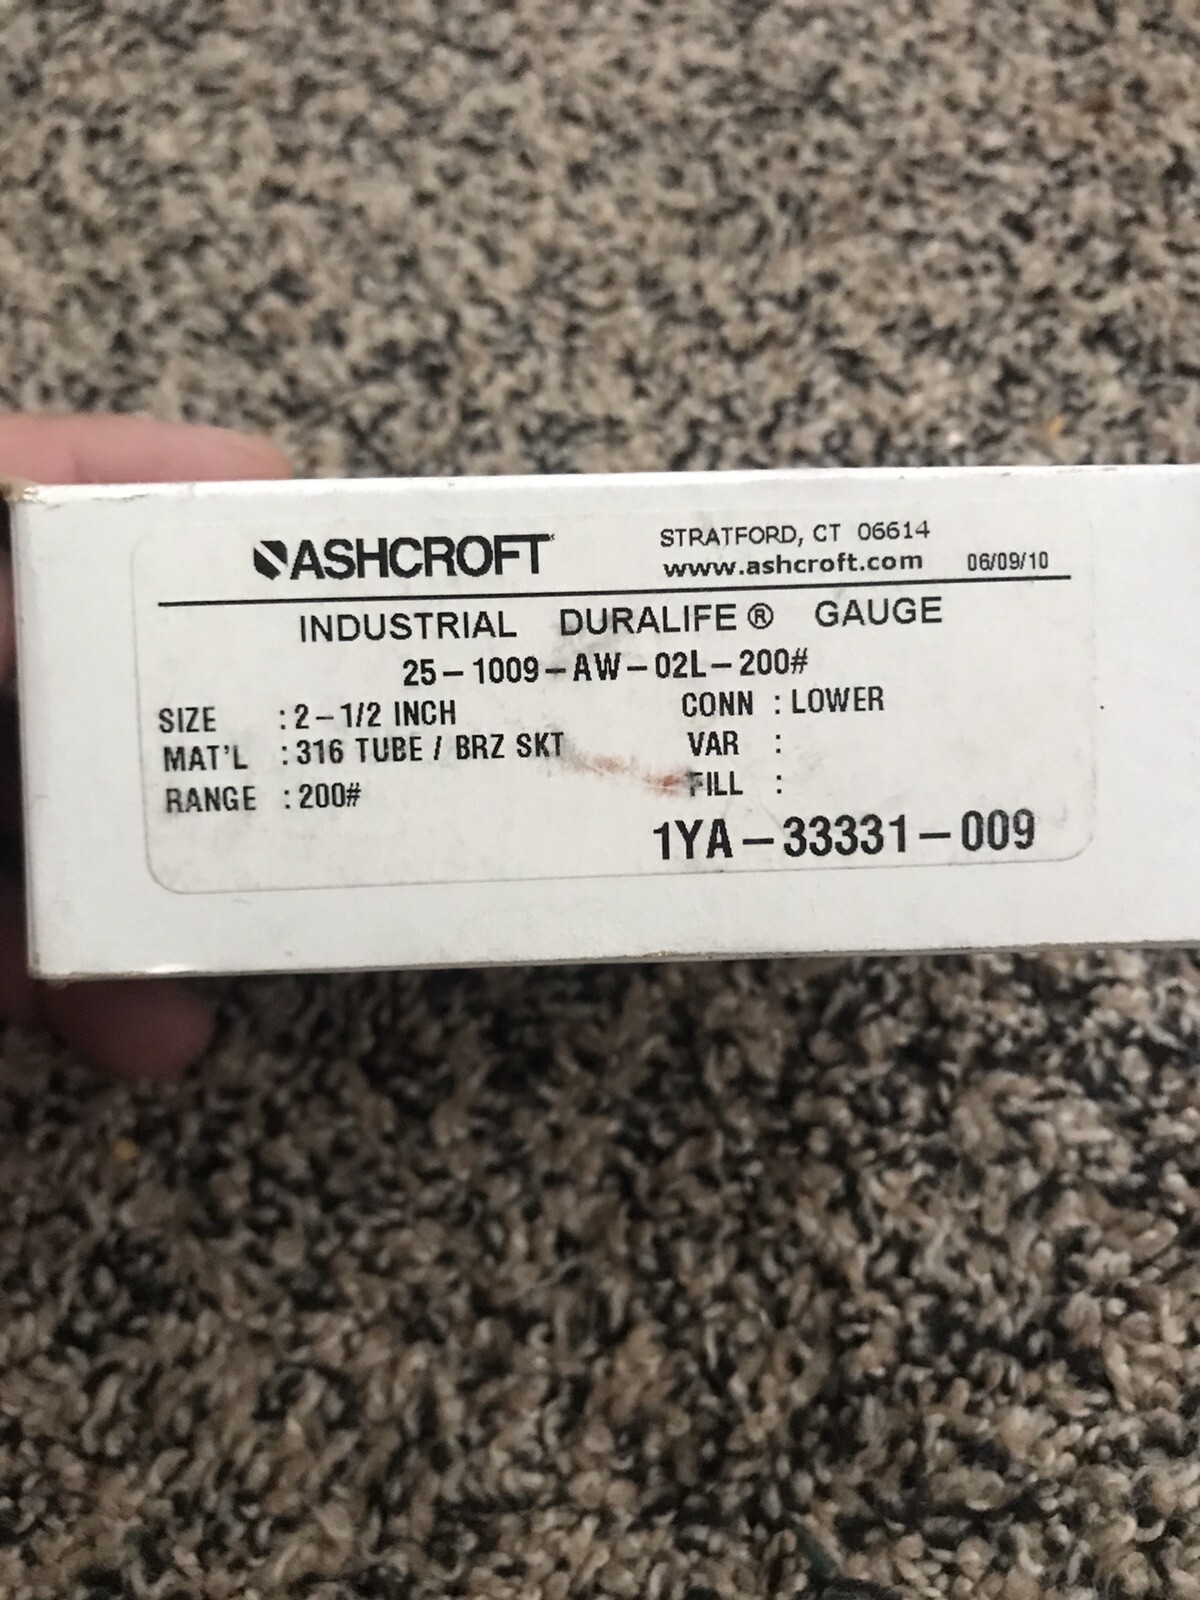 ASHCROFT
STRATFORD, CT 06614
www.ashcroft.com 06/09/10
INDUSTRIAL DURALIFE ® GAUGE
25-1009-AW-02L-200#
SIZE : 2-1/2 INCH CONN : LOWER
MAT'L : 316 TUBE / BRZ SKT VAR :
RANGE : 200# FILL :
1YA-33331-009